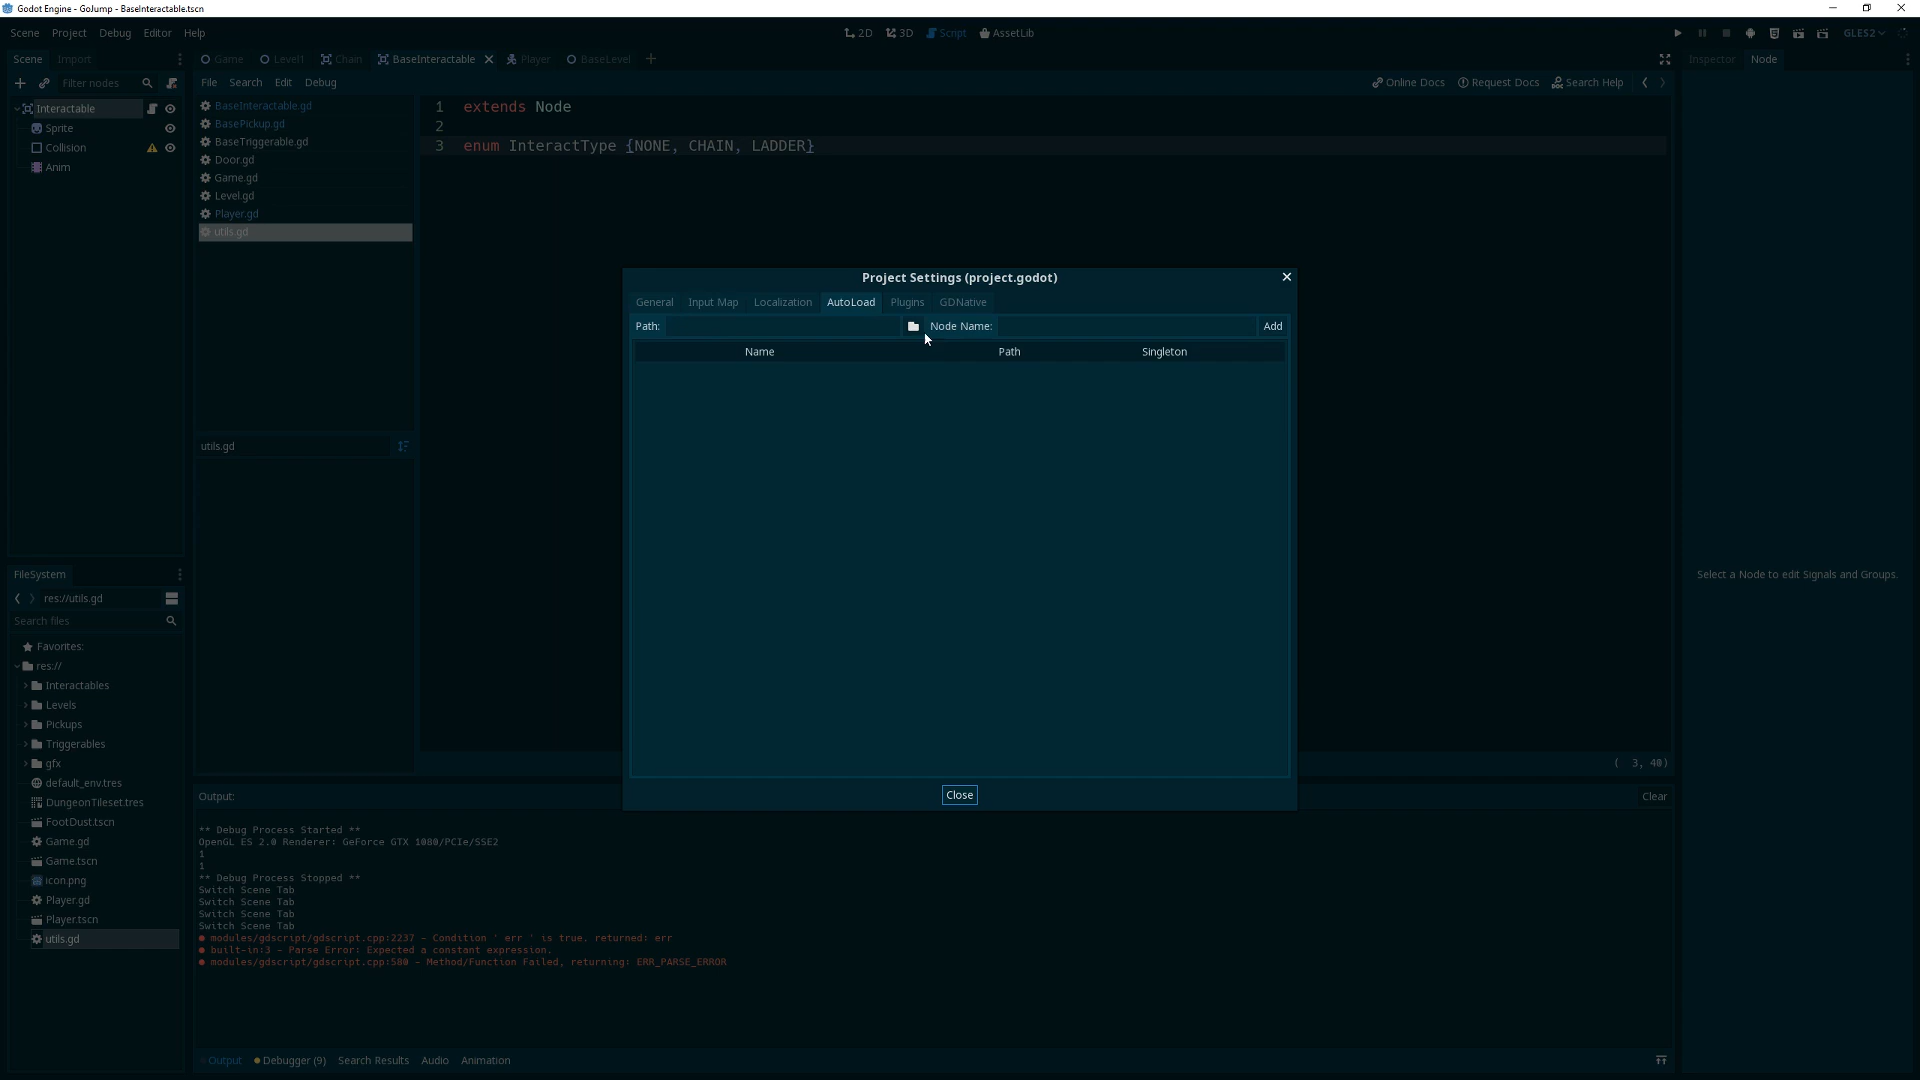 Godot Engine - GoJump - BaseInteractable.tscn
Scene Project Debug Editor Help
2D 3D Script AssetLib
GLES2
Scene Import
Game Level1 Chain BaseInteractable Player BaseLevel
Inspector Node
Filter nodes
File Search Edit Debug
Online Docs Request Docs Search Help
Interactable
Sprite
Collision
Anim
BaseInteractable.gd
BasePickup.gd
BaseTriggerable.gd
Door.gd
Game.gd
Level.gd
Player.gd
utils.gd
1 extends Node
2
3 enum InteractType {NONE, CHAIN, LADDER}
Project Settings (project.godot)
General Input Map Localization AutoLoad Plugins GDNative
Path: Node Name: Add
Name Path Singleton
Close
utils.gd
Select a Node to edit Signals and Groups.
( 3, 40)
FileSystem
res://utils.gd
Search files
Favorites:
res://
Interactables
Levels
Pickups
Triggerables
gfx
default_env.tres
DungeonTileset.tres
FootDust.tscn
Game.gd
Game.tscn
icon.png
Player.gd
Player.tscn
utils.gd
Output:
Clear
** Debug Process Started **
OpenGL ES 2.0 Renderer: GeForce GTX 1080/PCIe/SSE2
1
1
** Debug Process Stopped **
Switch Scene Tab
Switch Scene Tab
Switch Scene Tab
Switch Scene Tab
modules/gdscript/gdscript.cpp:2237 - Condition ' err ' is true. returned: err
built-in:3 - Parse Error: Expected a constant expression.
modules/gdscript/gdscript.cpp:580 - Method/Function Failed, returning: ERR_PARSE_ERROR
Output Debugger (9) Search Results Audio Animation